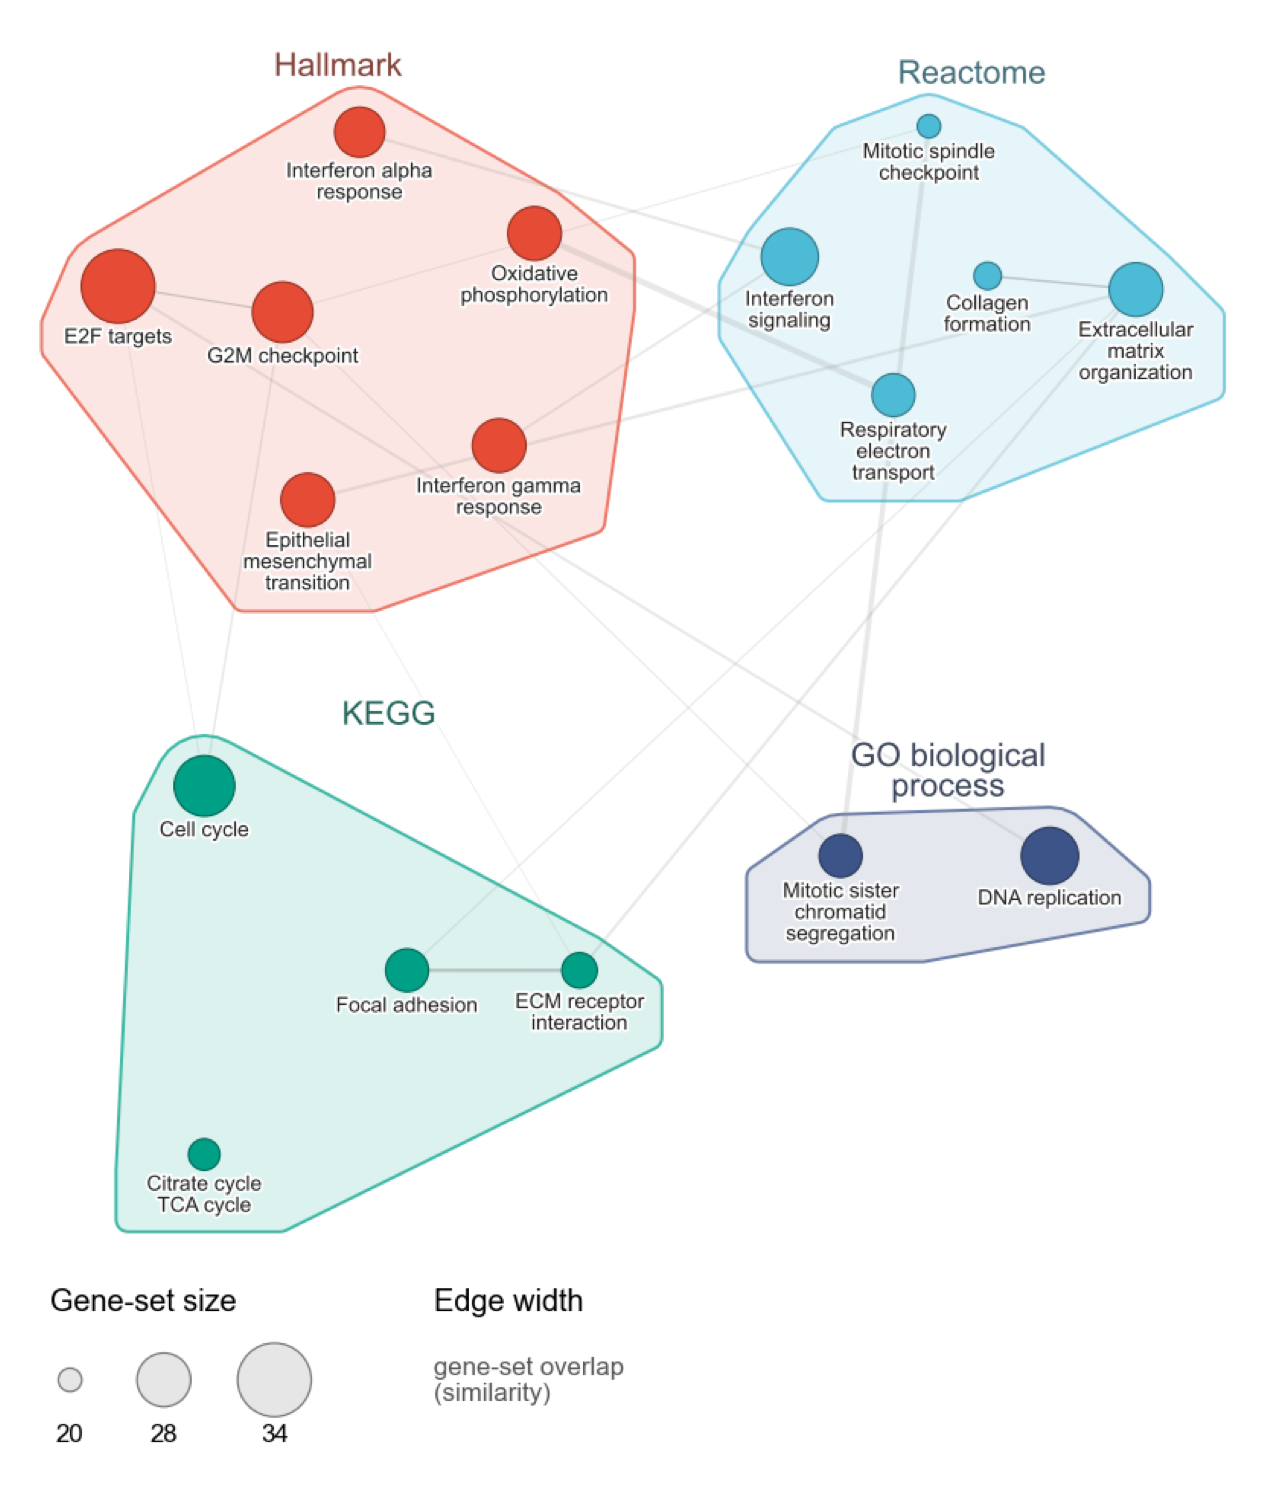 Hallmark
Interferon alpha
response
Oxidative
phosphorylation
E2F targets
G2M checkpoint
Interferon gamma
response
Epithelial
mesenchymal
transition
Reactome
Mitotic spindle
checkpoint
Interferon
signaling
Collagen
formation
Extracellular
matrix
organization
Respiratory
electron
transport
KEGG
Cell cycle
Focal adhesion
ECM receptor
interaction
Citrate cycle
TCA cycle
GO biological
process
Mitotic sister
chromatid
segregation
DNA replication
Gene-set size
20
28
34
Edge width
gene-set overlap
(similarity)